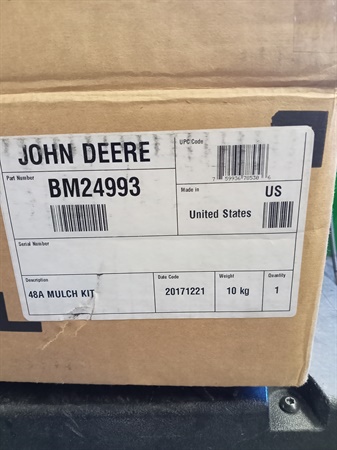 JOHN DEERE
UPC Code
Part Number
BM24993
Made in
US
United States
Serial Number
Description
Date Code
Weight
Quantity
48A MULCH KIT
20171221
10 kg
1